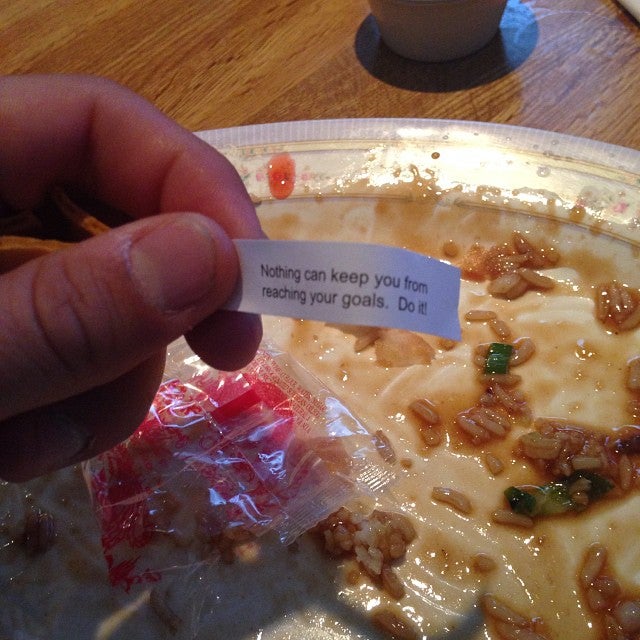 Nothing can keep you from
reaching your goals. Do it!